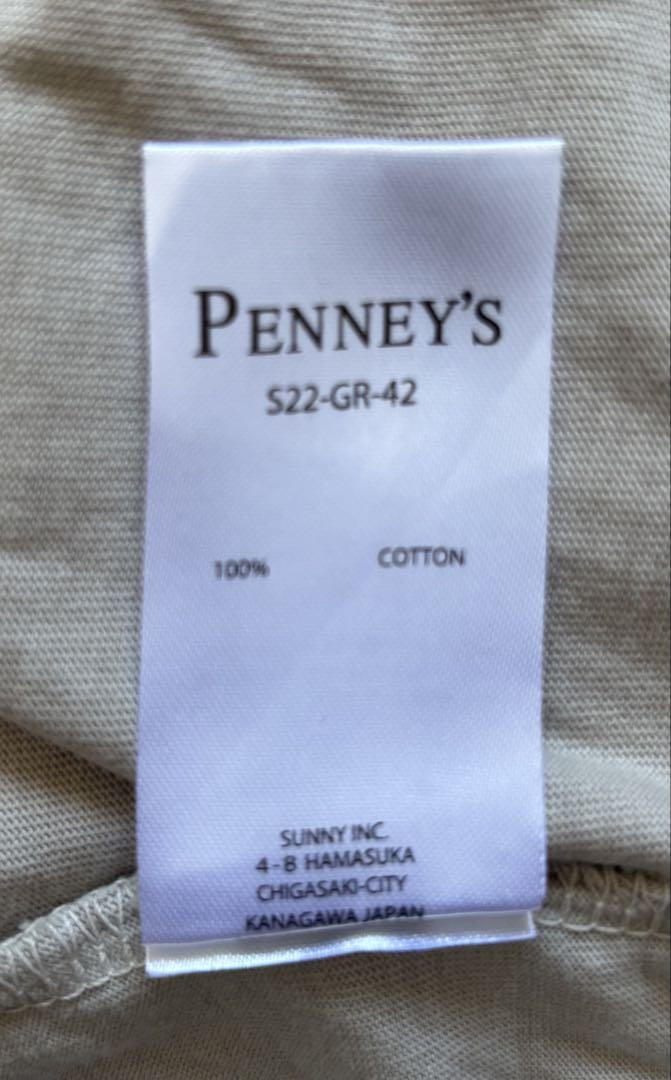 PENNEY'S
S22-GR-42
100% COTTON
SUNNY INC.
4-8 HAMASUKA
CHIGASAKI-CITY
KANAGAWA JAPAN